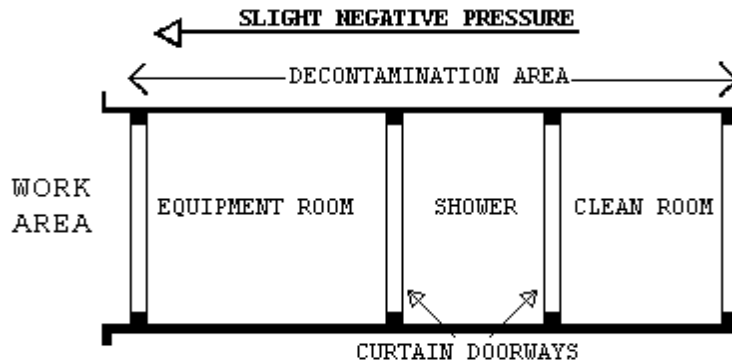 SLIGHT NEGATIVE PRESSURE
DECONTAMINATION AREA
WORK
AREA
EQUIPMENT ROOM
SHOWER
CLEAN ROOM
CURTAIN DOORWAYS